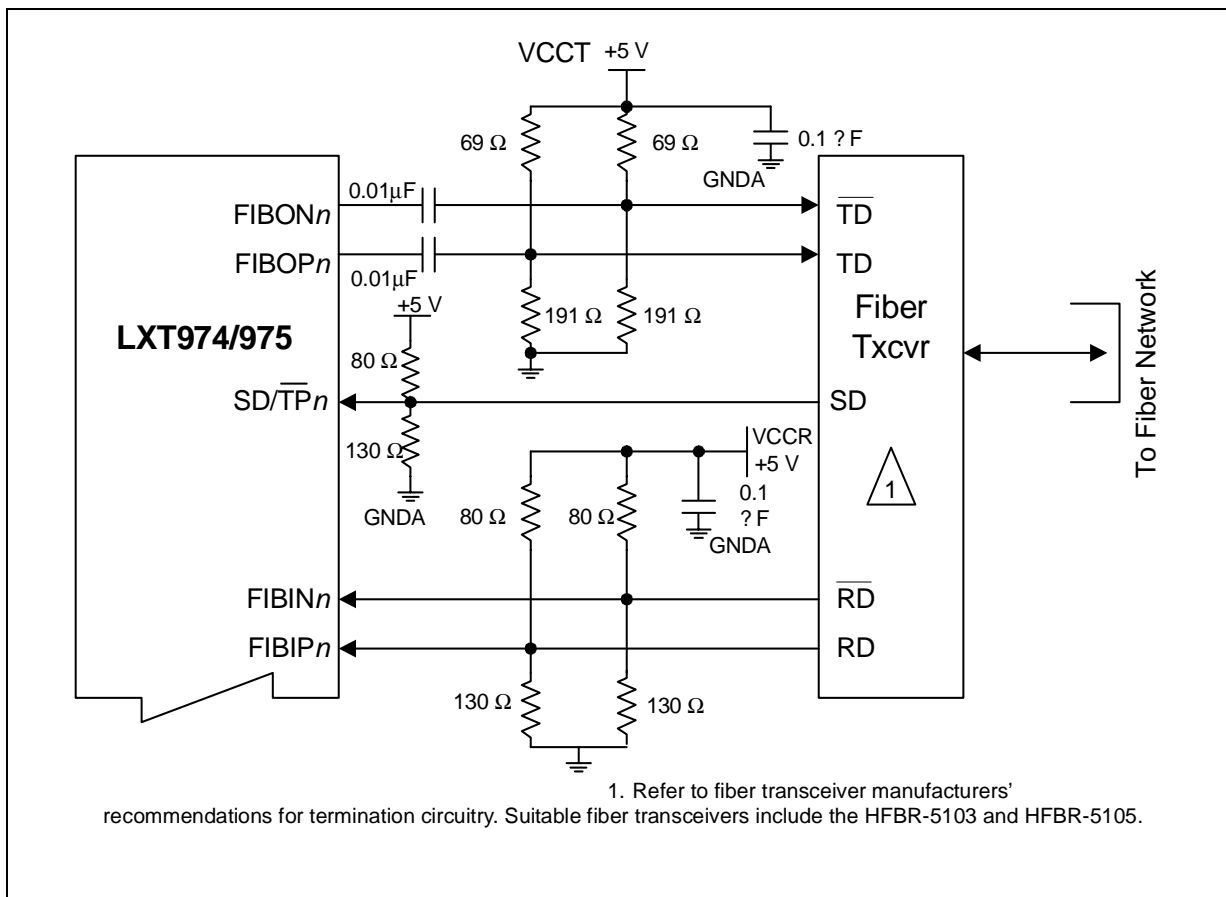 VCCT +5 V
69 Ω
69 Ω
0.1 ? F
GNDA
0.01μF
FIBONn
T̅D̅
FIBOPn
TD
0.01μF
+5 V
191 Ω
191 Ω
Fiber
Txcvr
LXT974/975
80 Ω
SD/T̅P̅n
SD
130 Ω
GNDA
VCCR
+5 V
0.1
? F
GNDA
80 Ω
80 Ω
1
To Fiber Network
FIBINn
R̅D̅
FIBIPn
RD
130 Ω
130 Ω
1. Refer to fiber transceiver manufacturers’
recommendations for termination circuitry. Suitable fiber transceivers include the HFBR-5103 and HFBR-5105.